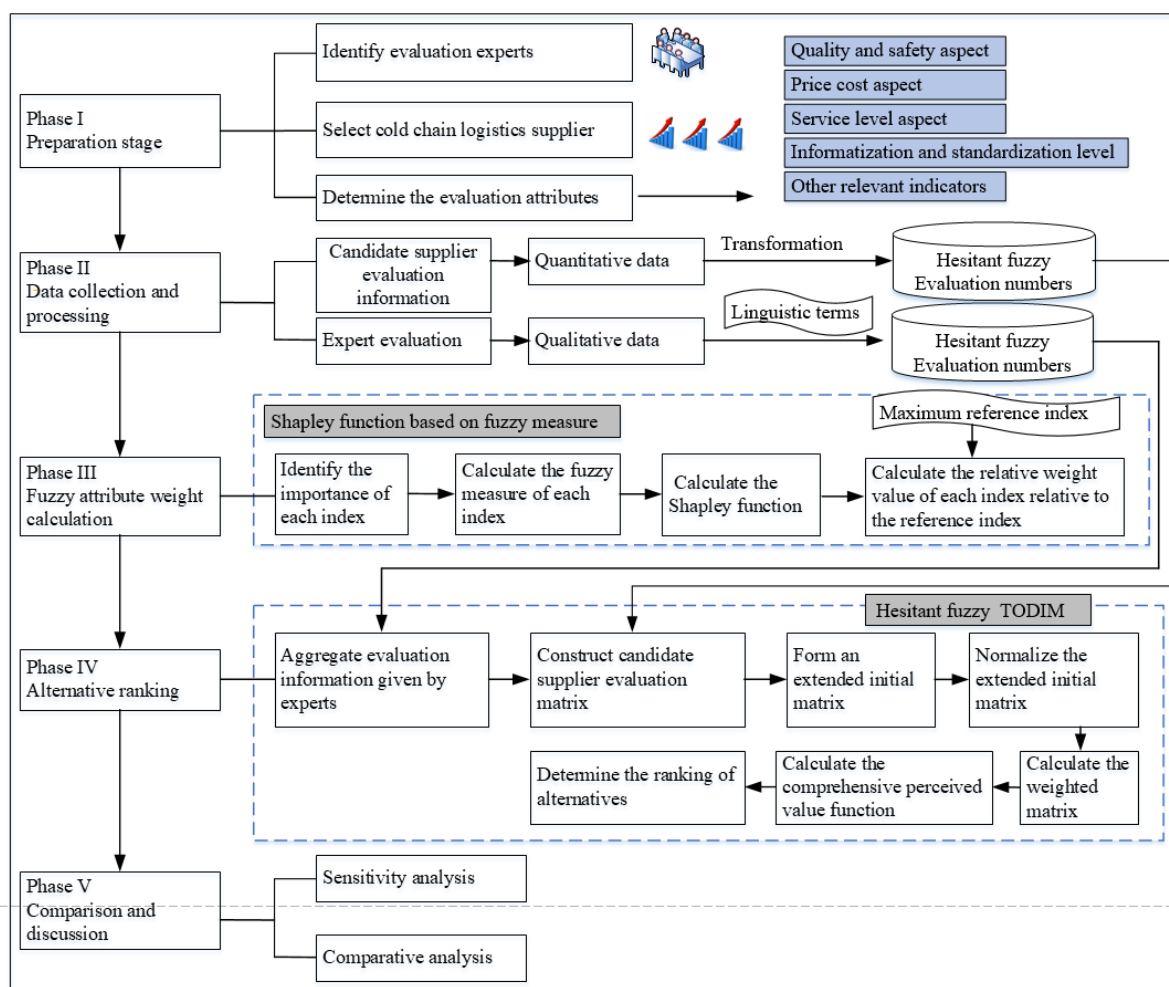 Identify evaluation experts
Quality and safety aspect
Price cost aspect
Phase I
Preparation stage
Select cold chain logistics supplier
Service level aspect
Informatization and standardization level
Determine the evaluation attributes
Other relevant indicators
Phase II
Data collection and
processing
Candidate supplier
evaluation
information
Quantitative data
Transformation
Hesitant fuzzy
Evaluation numbers
Expert evaluation
Qualitative data
Linguistic terms
Hesitant fuzzy
Evaluation numbers
Shapley function based on fuzzy measure
Maximum reference index
Phase III
Fuzzy attribute weight
calculation
Identify the
importance of
each index
Calculate the fuzzy
measure of each
index
Calculate the
Shapley function
Calculate the relative weight
value of each index relative to
the reference index
Hesitant fuzzy TODIM
Phase IV
Alternative ranking
Aggregate evaluation
information given by
experts
Construct candidate
supplier evaluation
matrix
Form an
extended initial
matrix
Normalize the
extended initial
matrix
Determine the ranking of
alternatives
Calculate the
comprehensive perceived
value function
Calculate the
weighted
matrix
Phase V
Comparison and
discussion
Sensitivity analysis
Comparative analysis